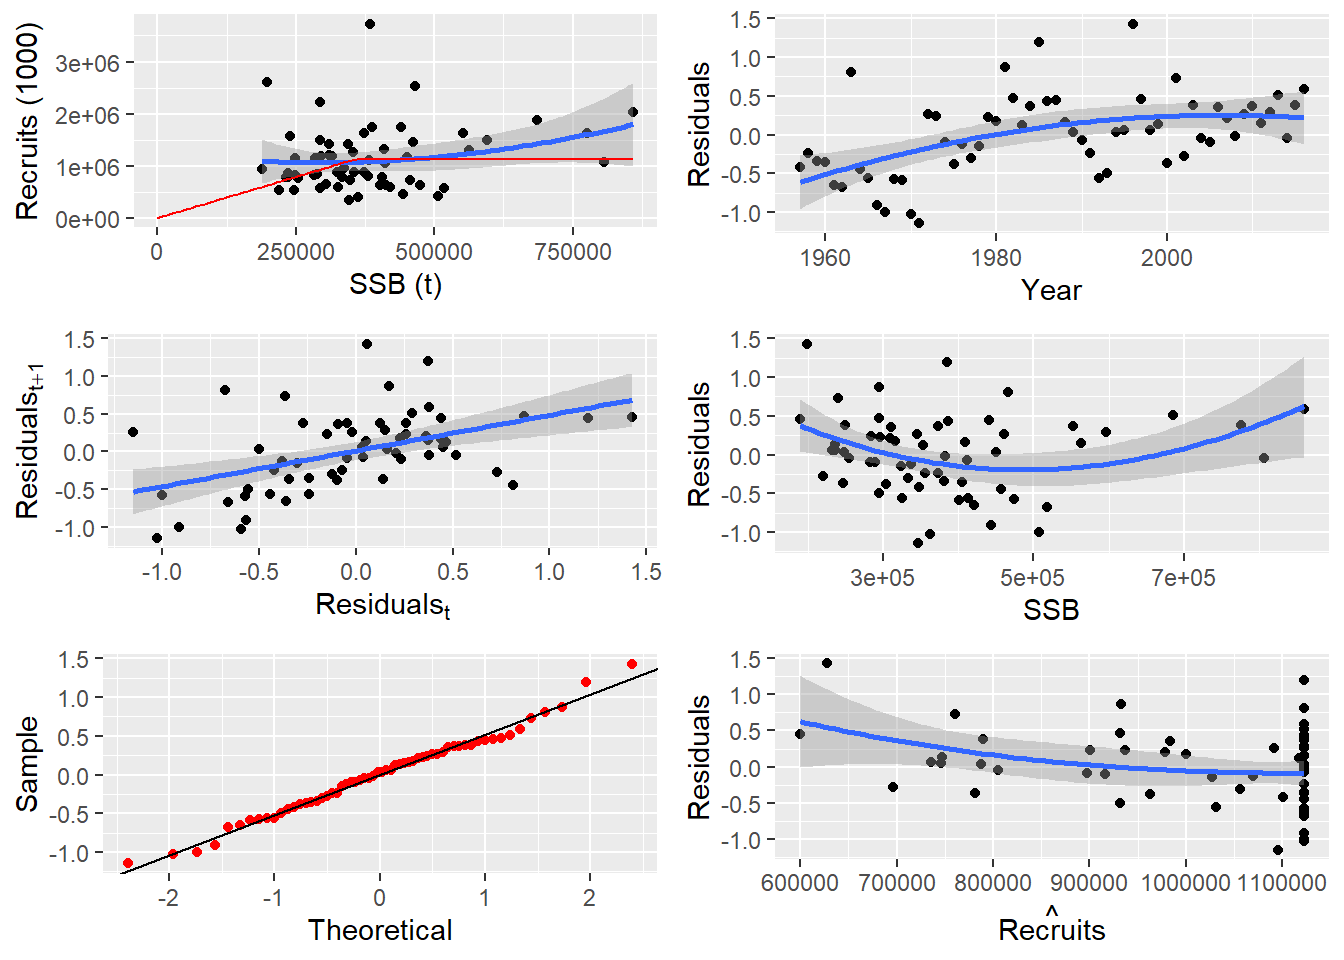 Recruits (1000)
3e+06
2e+06
1e+06
0e+00
0
250000
500000
750000
SSB (t)
Residuals
1.5
1.0
0.5
0.0
-0.5
-1.0
1960
1980
2000
Year
Residualst+1
1.5
1.0
0.5
0.0
-0.5
-1.0
-1.0
-0.5
0.0
0.5
1.0
1.5
Residualst
Residuals
1.5
1.0
0.5
0.0
-0.5
-1.0
3e+05
5e+05
7e+05
SSB
Sample
1.5
1.0
0.5
0.0
-0.5
-1.0
-2
-1
0
1
2
Theoretical
Residuals
1.5
1.0
0.5
0.0
-0.5
-1.0
600000
700000
800000
900000
1000000
1100000
^
Recruits